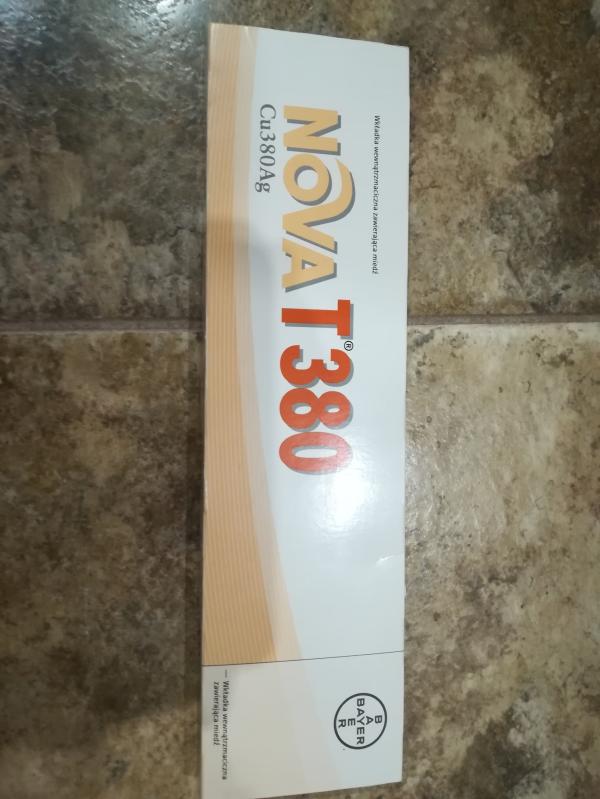 Wkładka wewnątrzmaciczna zawierająca miedź
NOVA T® 380
Cu380Ag
B
A
BAYER
E
R
— Wkładka wewnątrzmaciczna
zawierająca miedź